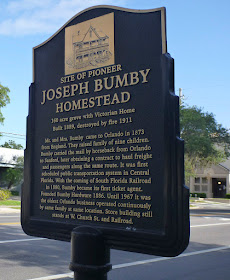 SITE OF PIONEER
JOSEPH BUMBY
HOMESTEAD
160 acre grove with Victorian Home
Built 1885, destroyed by fire 1911
Mr. and Mrs. Bumby came to Orlando in 1873
from England. They raised family of nine children.
Bumby carried the mail by horseback from Orlando
to Sanford, later obtaining a contract to haul freight
and passengers along the same route. It was first
scheduled public transportation system in Central
Florida. With the coming of South Florida Railroad
in 1880, Bumby became its first ticket agent.
Founded Bumby Hardware 1886. Until 1967 it was
the oldest Orlando business operated continuously
by same family at same location. Store building still
stands at W. Church St. and Railroad.